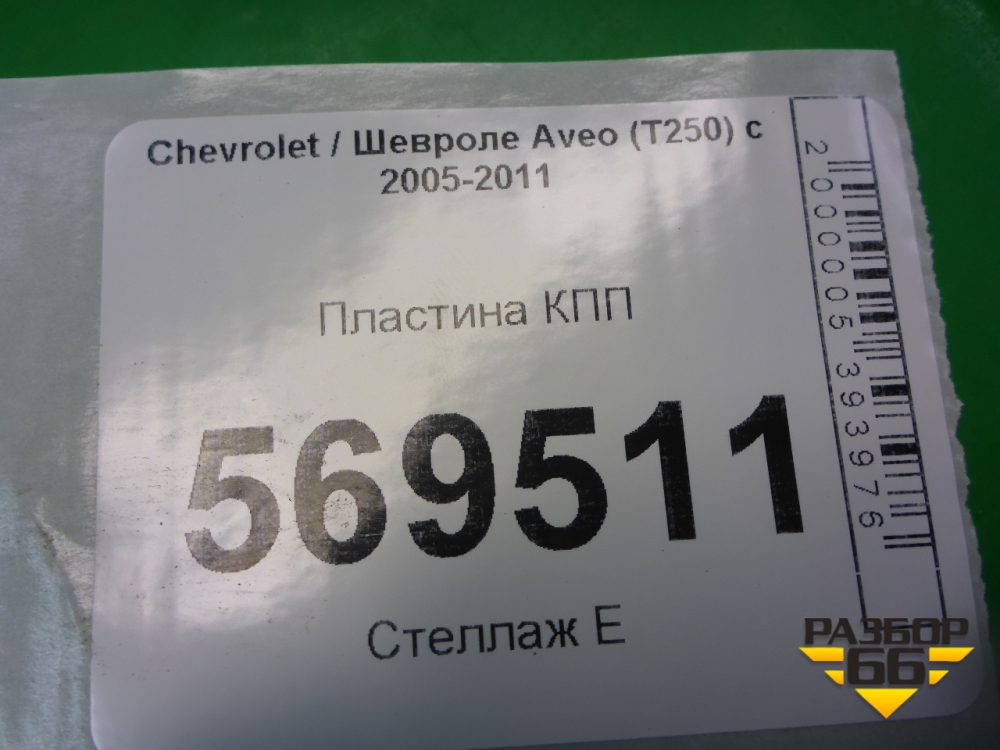 Chevrolet / Шевроле Aveo (T250) с
2005-2011
Пластина КПП
569511
Стеллаж Е
2000005393976
РАЗБОР
66